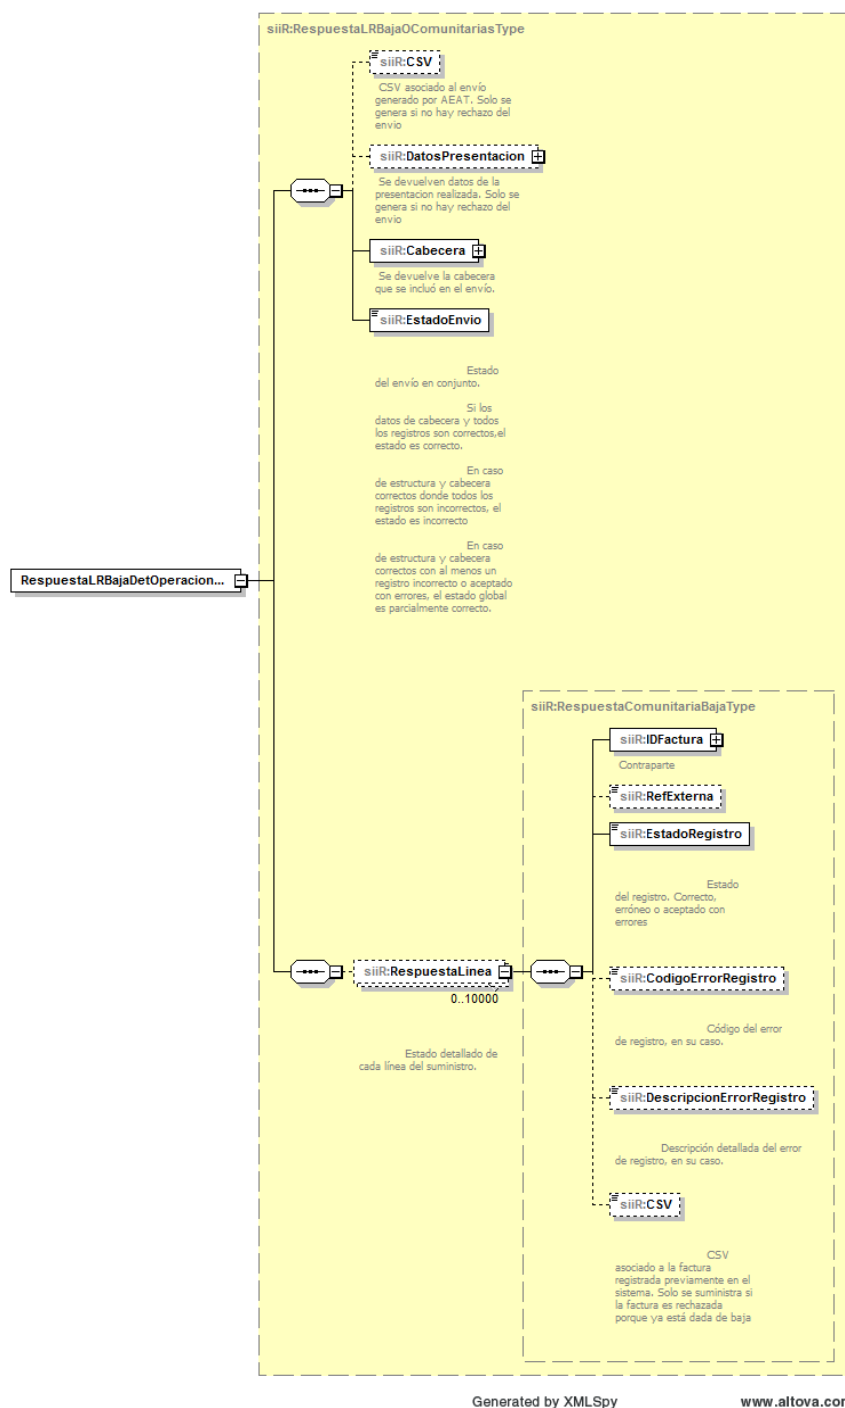 siiR:RespuestaLRBajaOComunitariasType
siiR:CSV
CSV asociado al envío
generado por AEAT. Solo se
genera si no hay rechazo del
envio
siiR:DatosPresentacion
Se devuelven datos de la
presentacion realizada. Solo se
genera si no hay rechazo del
envio
siiR:Cabecera
Se devuelve la cabecera
que se incluó en el envío.
siiR:EstadoEnvio
Estado
del envío en conjunto.
Si los
datos de cabecera y todos
los registros son correctos,el
estado es correcto.
En caso
de estructura y cabecera
correctos donde todos los
registros son incorrectos, el
estado es incorrecto
En caso
de estructura y cabecera
correctos con al menos un
registro incorrecto o aceptado
con errores, el estado global
es parcialmente correcto.
RespuestaLRBajaDetOperacion...
siiR:RespuestaComunitariaBajaType
siiR:IDFactura
Contraparte
siiR:RefExterna
siiR:EstadoRegistro
Estado
del registro. Correcto,
erróneo o aceptado con
errores
siiR:RespuestaLinea
0..10000
Estado detallado de
cada línea del suministro.
siiR:CodigoErrorRegistro
Código del error
de registro, en su caso.
siiR:DescripcionErrorRegistro
Descripción detallada del error
de registro, en su caso.
siiR:CSV
CSV
asociado a la factura
registrada previamente en el
sistema. Solo se suministra si
la factura es rechazada
porque ya está dada de baja
Generated by XMLSpy
www.altova.com